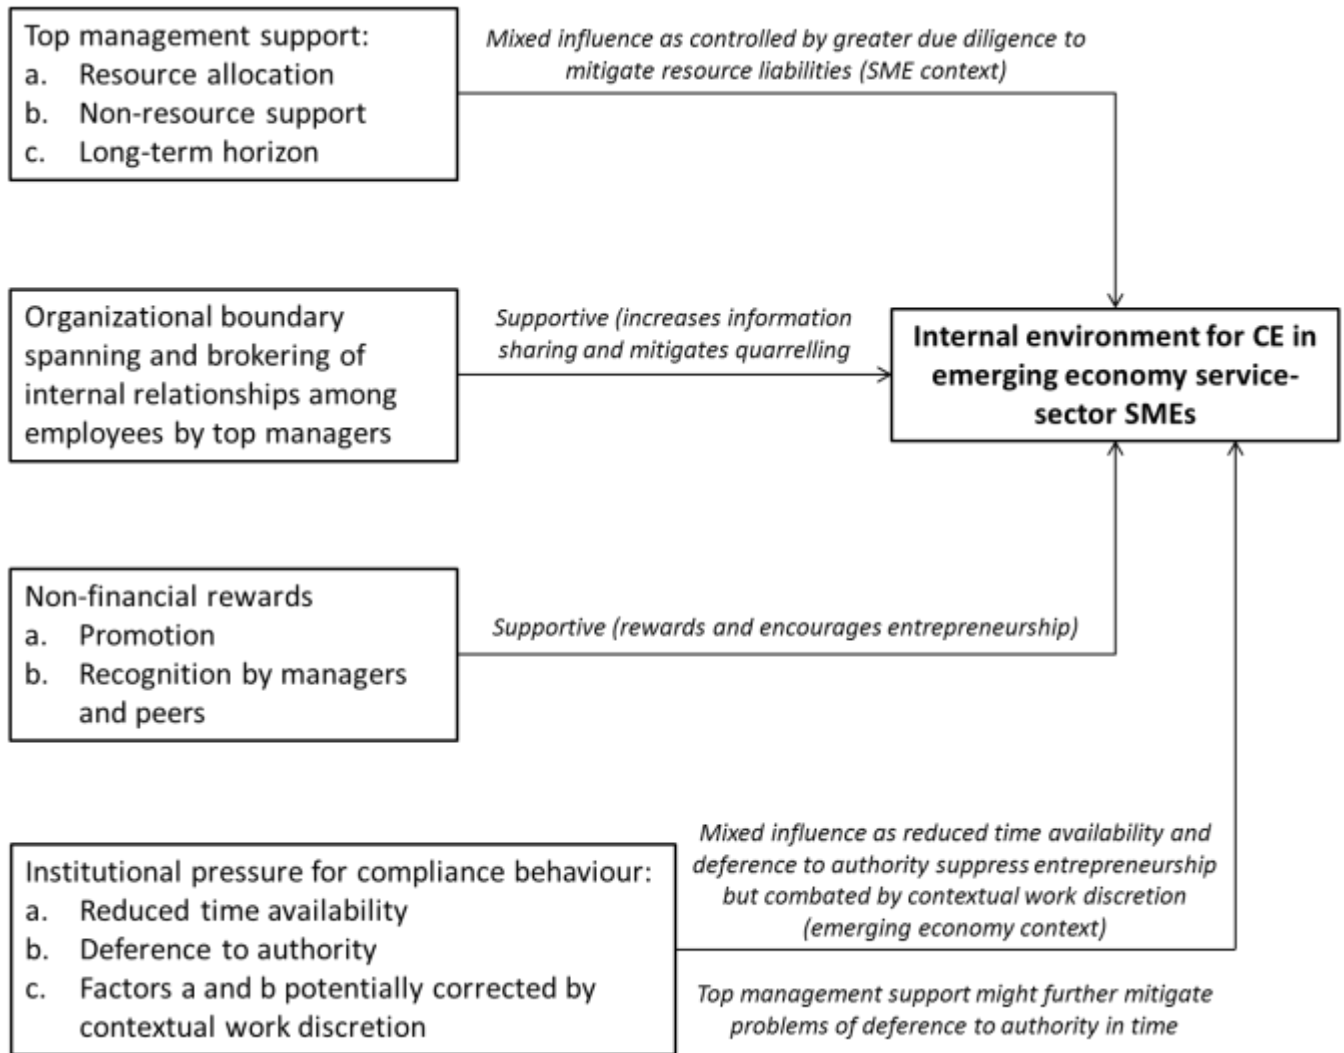 Top management support:
a. Resource allocation
b. Non-resource support
c. Long-term horizon
Mixed influence as controlled by greater due diligence to
mitigate resource liabilities (SME context)
Organizational boundary
spanning and brokering of
internal relationships among
employees by top managers
Supportive (increases information
sharing and mitigates quarrelling
Internal environment for CE in
emerging economy service-
sector SMEs
Non-financial rewards
a. Promotion
b. Recognition by managers
and peers
Supportive (rewards and encourages entrepreneurship)
Institutional pressure for compliance behaviour:
a. Reduced time availability
b. Deference to authority
c. Factors a and b potentially corrected by
contextual work discretion
Mixed influence as reduced time availability and
deference to authority suppress entrepreneurship
but combated by contextual work discretion
(emerging economy context)
Top management support might further mitigate
problems of deference to authority in time